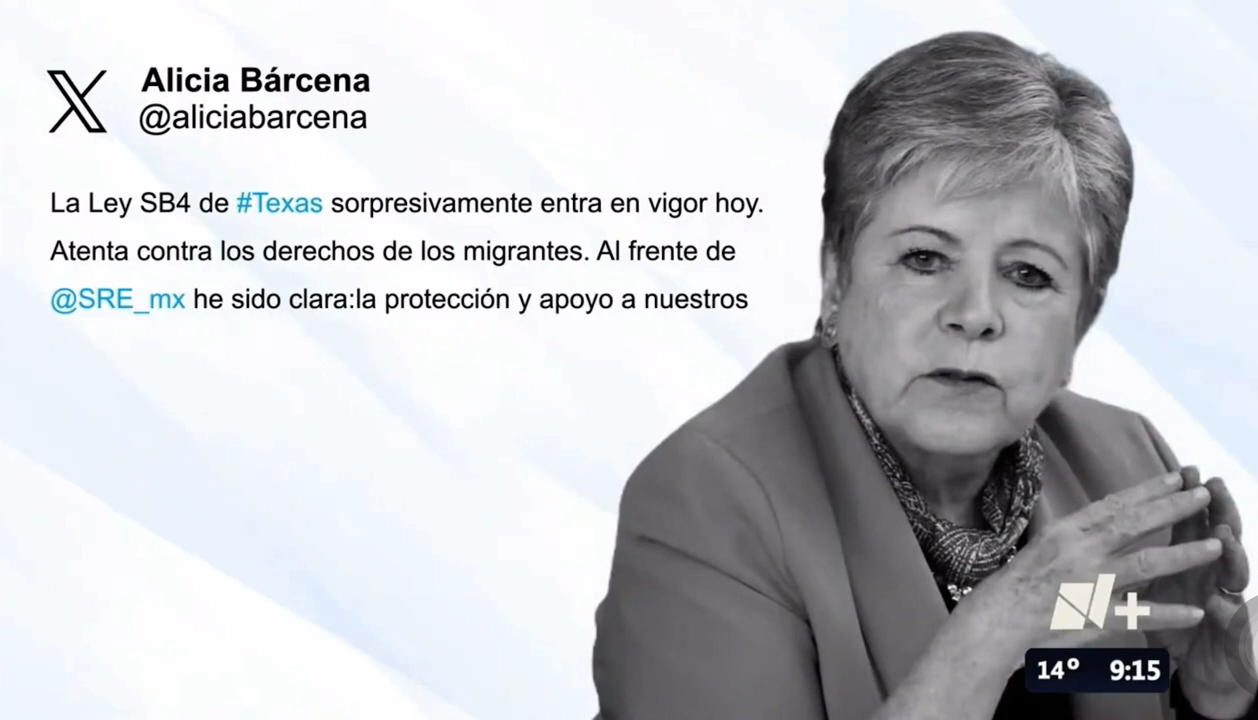 Alicia Bárcena
@aliciabarcena
La Ley SB4 de #Texas sorpresivamente entra en vigor hoy.
Atenta contra los derechos de los migrantes. Al frente de
@SRE_mx he sido clara:la protección y apoyo a nuestros
N+
14° 9:15